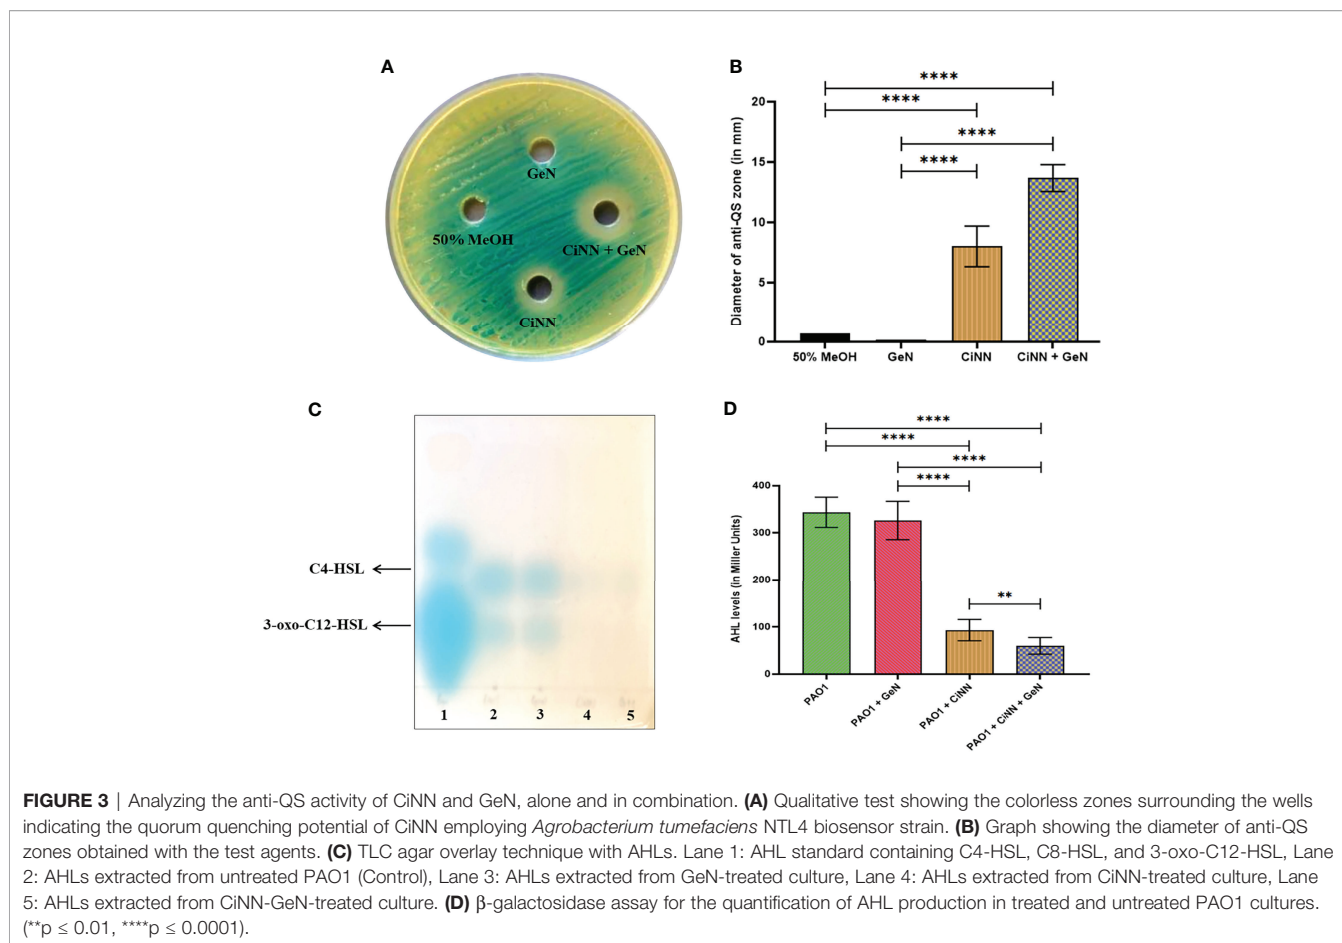 A
GeN
50% MeOH
CiNN + GeN
CiNN
B
****
****
****
****
Diameter of anti-QS zone (in mm)
20
15
10
5
0
50% MeOH GeN CiNN CiNN + GeN
C
C4-HSL
3-oxo-C12-HSL
1 2 3 4 5
D
****
****
****
****
**
AHL levels (in Miller Units)
400
300
200
100
0
PAO1
PAO1 + GeN
PAO1 + CiNN
PAO1 + CiNN + GeN
FIGURE 3 | Analyzing the anti-QS activity of CiNN and GeN, alone and in combination. (A) Qualitative test showing the colorless zones surrounding the wells
indicating the quorum quenching potential of CiNN employing Agrobacterium tumefaciens NTL4 biosensor strain. (B) Graph showing the diameter of anti-QS
zones obtained with the test agents. (C) TLC agar overlay technique with AHLs. Lane 1: AHL standard containing C4-HSL, C8-HSL, and 3-oxo-C12-HSL, Lane
2: AHLs extracted from untreated PAO1 (Control), Lane 3: AHLs extracted from GeN-treated culture, Lane 4: AHLs extracted from CiNN-treated culture, Lane
5: AHLs extracted from CiNN-GeN-treated culture. (D) β-galactosidase assay for the quantification of AHL production in treated and untreated PAO1 cultures.
(**p ≤ 0.01, ****p ≤ 0.0001).